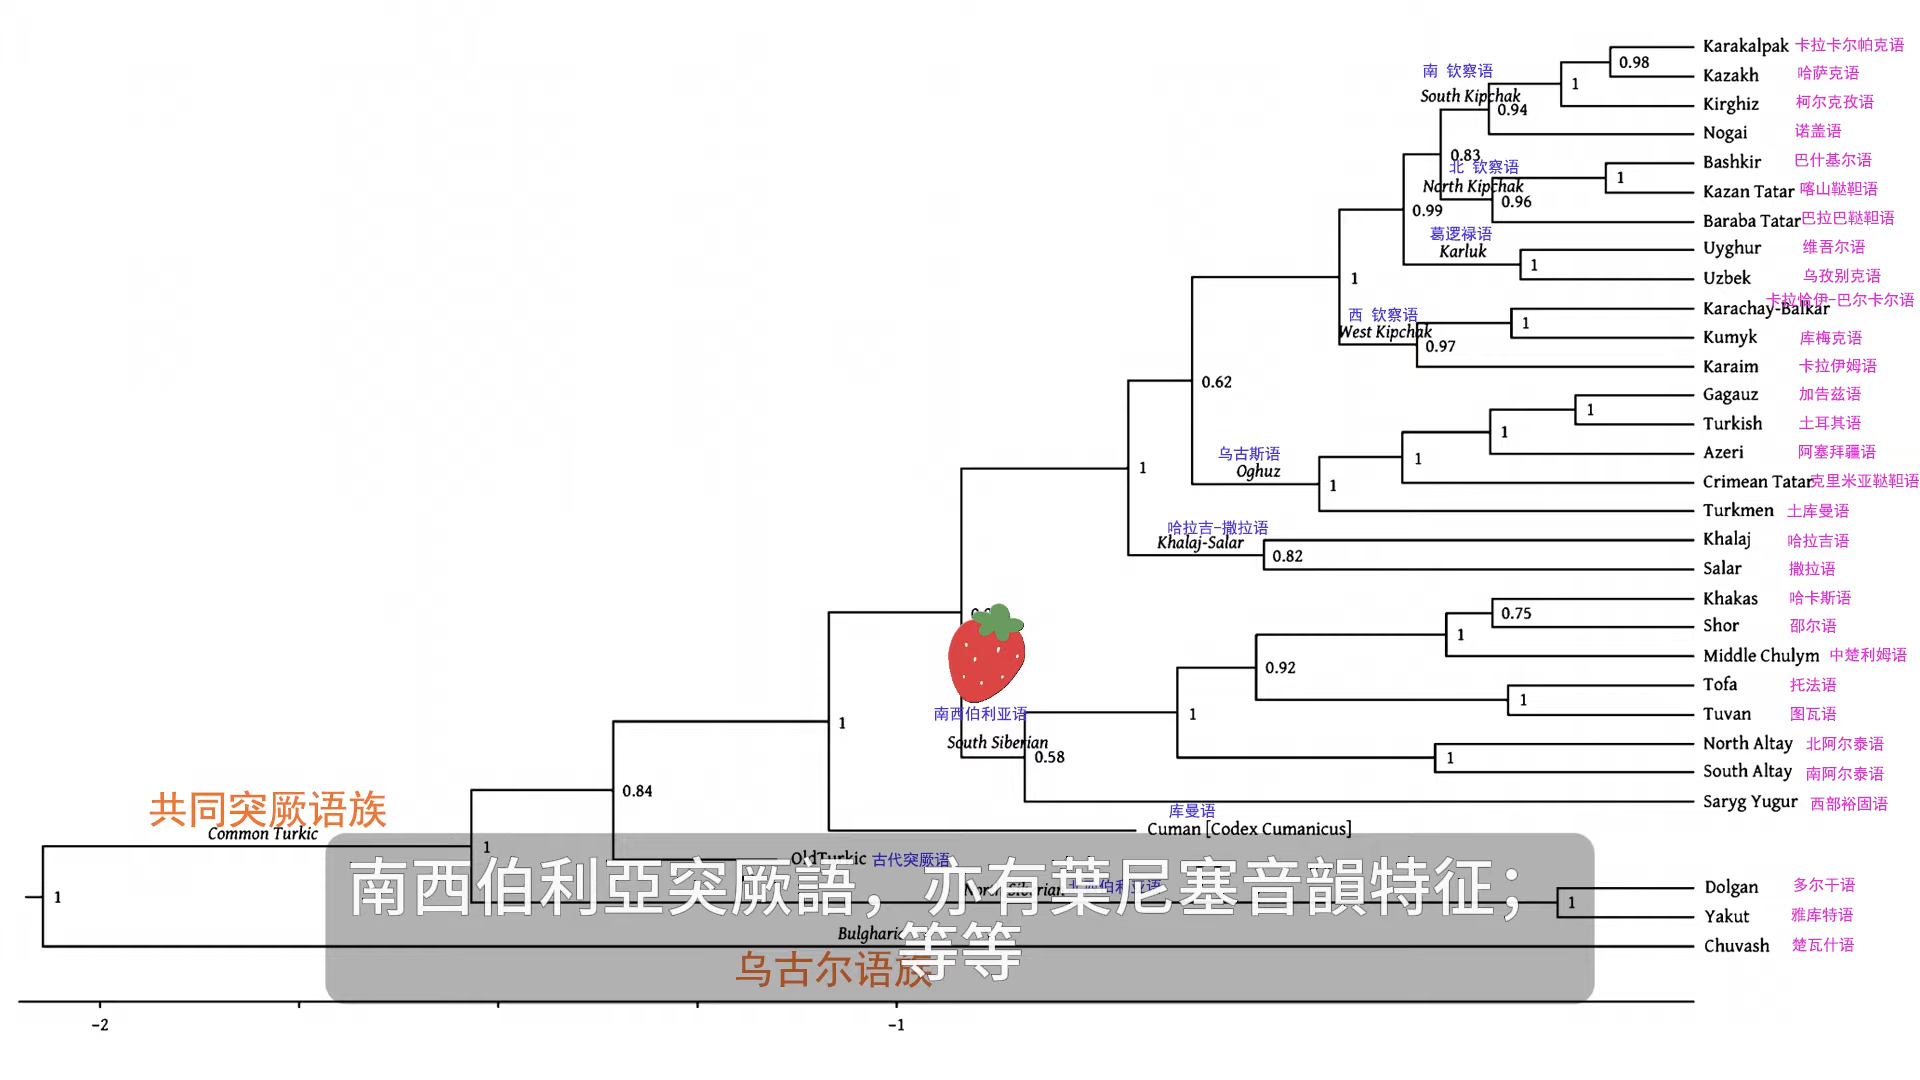 Karakalpak 卡拉卡尔帕克语
0.98
南 钦察语
Kazakh 哈萨克语
1
South Kipchak
Kirghiz 柯尔克孜语
0.94
Nogai 诺盖语
0.83
Bashkir 巴什基尔语
北 钦察语
1
North Kipchak
Kazan Tatar 喀山鞑靼语
0.96
0.99
Baraba Tatar 巴拉巴鞑靼语
葛逻禄语
Karluk
Uyghur 维吾尔语
1
Uzbek 乌孜别克语
1
卡拉恰伊-巴尔卡尔语
Karachay-Balkar
西 钦察语
1
West Kipchak
Kumyk 库梅克语
0.97
Karaim 卡拉伊姆语
0.62
Gagauz 加告兹语
1
Turkish 土耳其语
1
Azeri 阿塞拜疆语
乌古斯语
1
Oghuz
1
Crimean Tatar 克里米亚鞑靼语
1
Turkmen 土库曼语
哈拉吉-撒拉语
Khalaj-Salar
Khalaj 哈拉吉语
0.82
Salar 撒拉语
Khakas 哈卡斯语
0.75
Shor 邵尔语
1
Middle Chulym 中楚利姆语
0.92
Tofa 托法语
1
Tuvan 图瓦语
1
南西伯利亚语
1
South Siberian
North Altay 北阿尔泰语
0.58
1
South Altay 南阿尔泰语
0.84
Saryg Yugur 西部裕固语
库曼语
Cuman [Codex Cumanicus]
共同突厥语族
Common Turkic
1
OldTurkic 古代突厥语
North Siberian
Dolgan 多尔干语
1
1
Yakut 雅库特语
Bulgharic
Chuvash 楚瓦什语
乌古尔语族
南西伯利亞突厥語，亦有葉尼塞音韻特征；
等等
-2
-1